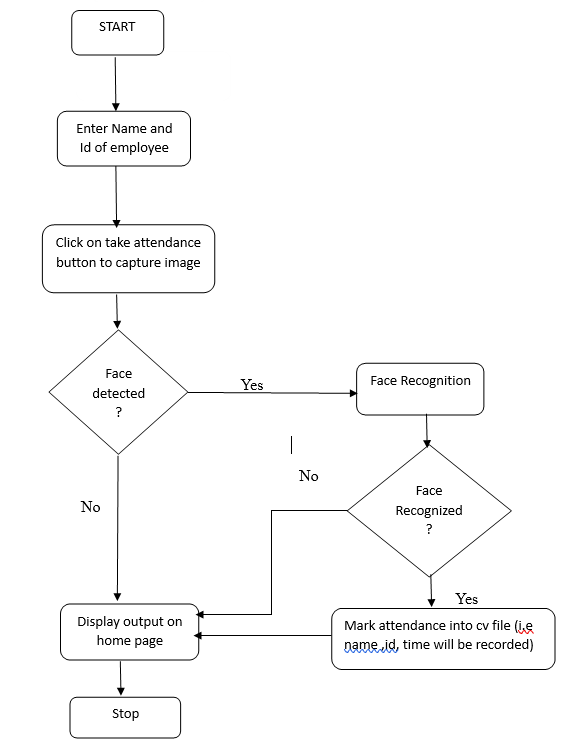 START
Enter Name and
Id of employee
Click on take attendance
button to capture image
Face
detected
?
Yes
Face Recognition
No
Face
Recognized
?
No
Yes
Display output on
home page
Mark attendance into cv file (i,e
name ,id, time will be recorded)
Stop